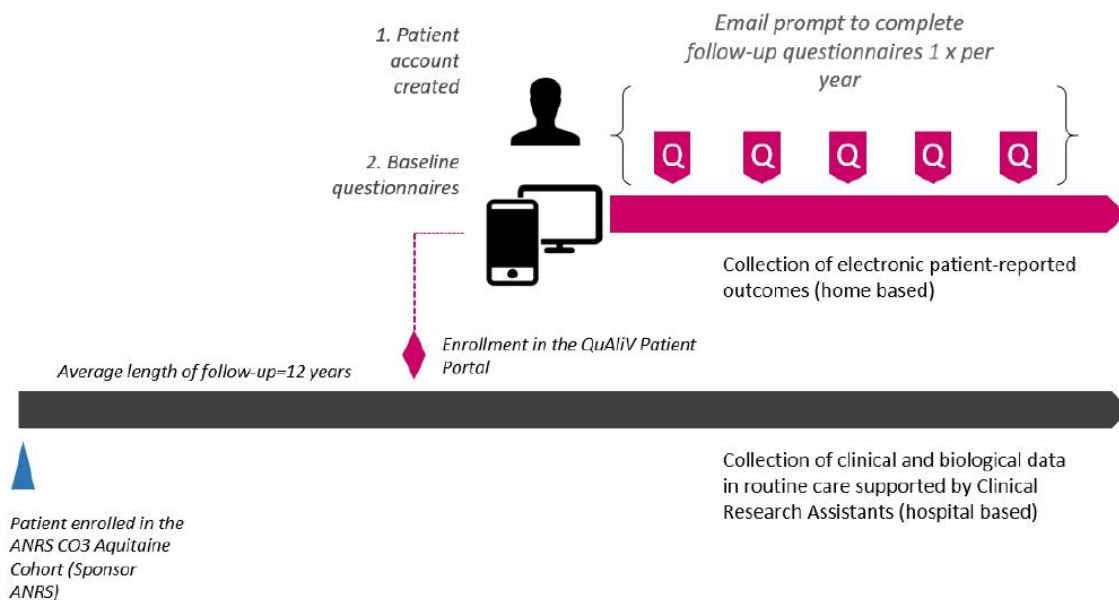 1. Patient
account
created
Email prompt to complete
follow-up questionnaires 1 x per
year
Q Q Q Q Q
2. Baseline
questionnaires
Collection of electronic patient-reported
outcomes (home based)
Enrollment in the QuAliV Patient
Portal
Average length of follow-up=12 years
Collection of clinical and biological data
in routine care supported by Clinical
Research Assistants (hospital based)
Patient enrolled in the
ANRS CO3 Aquitaine
Cohort (Sponsor
ANRS)